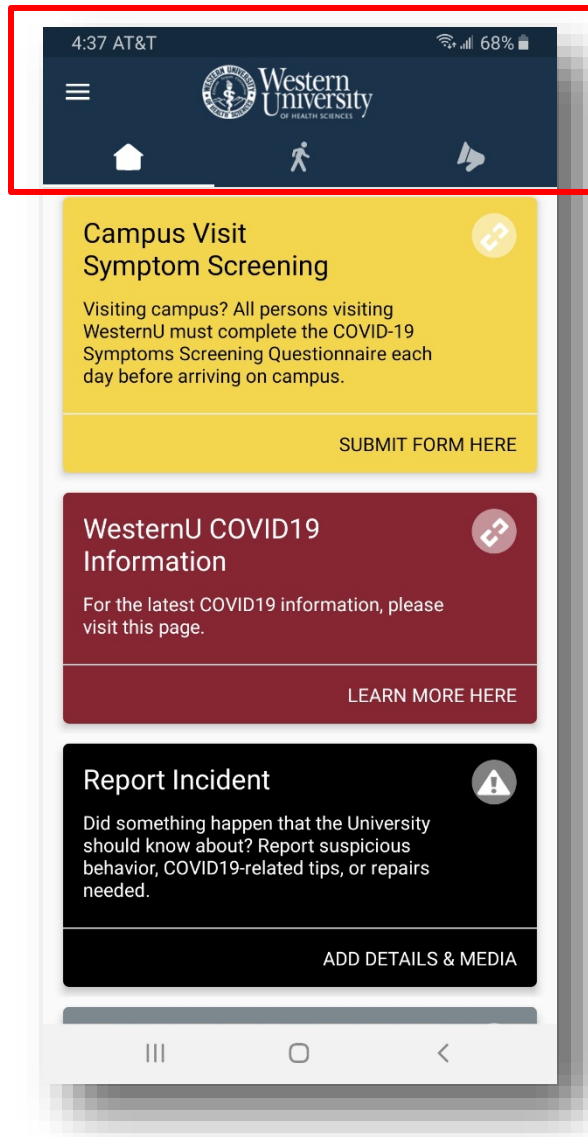 4:37 AT&T 68%
Western
University
OF HEALTH SCIENCES
Campus Visit
Symptom Screening
Visiting campus? All persons visiting
WesternU must complete the COVID-19
Symptoms Screening Questionnaire each
day before arriving on campus.
SUBMIT FORM HERE
WesternU COVID19
Information
For the latest COVID19 information, please
visit this page.
LEARN MORE HERE
Report Incident
Did something happen that the University
should know about? Report suspicious
behavior, COVID19-related tips, or repairs
needed.
ADD DETAILS & MEDIA